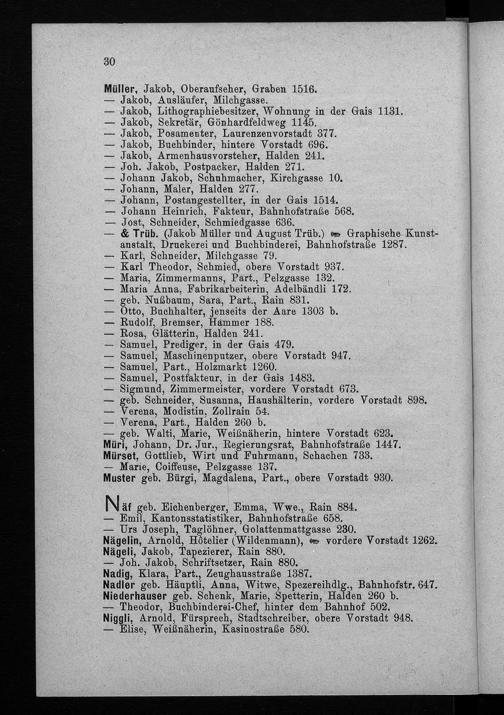 30
Müller, Jakob, Oberaufseher, Graben 1516.
— Jakob, Ausläufer, Milchgasse.
— Jakob, Lithographiebesitzer, Wohnung in der Gais 1131.
— Jakob, Sekretär, Gönhardfeldweg 1145.
— Jakob, Posamenter, Laurenzenvorstadt 377.
— Jakob, Buchbinder, hintere Vorstadt 696.
— Jakob, Armenhausvorsteher, Halden 241.
— Joh. Jakob, Postpacker, Halden 271.
— Johann Jakob, Schuhmacher, Kirchgasse 10.
— Johann, Maler, Halden 277.
— Johann, Postangestellter, in der Gais 1514.
— Johann Heinrich, Fakteur, Bahnhofstraße 568.
— Jost, Schneider, Schmiedgasse 636.
— & Trüb. (Jakob Müller und August Trüb.) Graphische Kunst-
anstalt, Druckerei und Buchbinderei, Bahnhofstraße 1287.
— Karl, Schneider, Milchgasse 79.
— Karl Theodor, Schmied, obere Vorstadt 937.
— Maria, Zimmermanns, Part., Pelzgasse 132.
— Maria Anna, Fabrikarbeiterin, Adelbändli 172.
— geb. Nußbaum, Sara, Part., Rain 831.
— Otto, Buchhalter, jenseits der Aare 1303 b.
— Rudolf, Bremser, Hammer 188.
— Rosa, Glätterin, Halden 241.
— Samuel, Prediger, in der Gais 479.
— Samuel, Maschinenputzer, obere Vorstadt 947.
— Samuel, Part., Holzmarkt 1260.
— Samuel, Postfakteur, in der Gais 1483.
— Sigmund, Zimmermeister, vordere Vorstadt 673.
— geb. Schneider, Susanna, Haushälterin, vordere Vorstadt 898.
— Verena, Modistin, Zollrain 54.
— Verena, Part., Halden 260 b.
— geb. Walti, Marie, Weißnäherin, hintere Vorstadt 623.
Müri, Johann, Dr. Jur., Regierungsrat, Bahnhofstraße 1447.
Mürset, Gottlieb, Wirt und Fuhrmann, Schachen 733.
— Marie, Coiffeuse, Pelzgasse 137.
Muster geb. Bürgi, Magdalena, Part., obere Vorstadt 930.
Näf geb. Eichenberger, Emma, Wwe., Rain 884.
— Emil, Kantonsstatistiker, Bahnhofstraße 658.
— Urs Joseph, Taglöhner, Golattenmattgasse 230.
Nägelin, Arnold, Hôtelier (Wildenmann), vordere Vorstadt 1262.
Nägeli, Jakob, Tapezierer, Rain 880.
— Joh. Jakob, Schriftsetzer, Rain 880.
Nadig, Klara, Part., Zeughausstraße 1387.
Nadler geb. Häuptli, Anna, Witwe, Spezereihdlg., Bahnhofstr. 647.
Niederhauser geb. Schenk, Marie, Spetterin, Halden 260 b.
— Theodor, Buchbinderei-Chef, hinter dem Bahnhof 502.
Niggli, Arnold, Fürsprech, Stadtschreiber, obere Vorstadt 948.
— Elise, Weißnäherin, Kasinostraße 580.